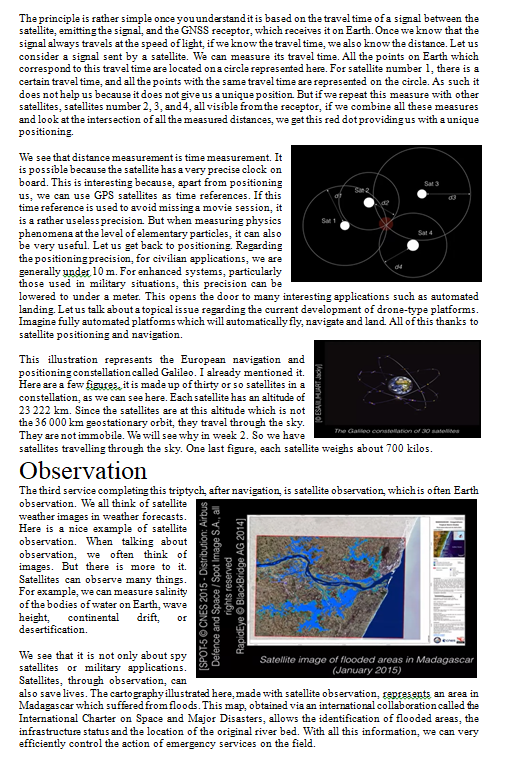 The principle is rather simple once you understand it is based on the travel time of a signal between the
satellite, emitting the signal, and the GNSS receptor, which receives it on Earth. Once we know that the
signal always travels at the speed of light, if we know the travel time, we also know the distance. Let us
consider a signal sent by a satellite. We can measure its travel time. All the points on Earth which
correspond to this travel time are located on a circle represented here. For satellite number 1, there is a
certain travel time, and all the points with the same travel time are represented on the circle. As such it
does not help us because it does not give us a unique position. But if we repeat this measure with other
satellites, satellites number 2, 3, and 4, all visible from the receptor, if we combine all these measures
and look at the intersection of all the measured distances, we get this red dot providing us with a unique
positioning.
We see that distance measurement is time measurement. It
is possible because the satellite has a very precise clock on
board. This is interesting because, apart from positioning
us, we can use GPS satellites as time references. If this
time reference is used to avoid missing a movie session, it
is a rather useless precision. But when measuring physics
phenomena at the level of elementary particles, it can also
be very useful. Let us get back to positioning. Regarding
the positioning precision, for civilian applications, we are
generally under 10 m. For enhanced systems, particularly
those used in military situations, this precision can be
lowered to under a meter. This opens the door to many interesting applications such as automated
landing. Let us talk about a topical issue regarding the current development of drone-type platforms.
Imagine fully automated platforms which will automatically fly, navigate and land. All of this thanks to
satellite positioning and navigation.
Sat 1
d1
Sat 2
d2
Sat 3
d3
Sat 4
d4
This illustration represents the European navigation and
positioning constellation called Galileo. I already mentioned it.
Here are a few figures, it is made up of thirty or so satellites in a
constellation, as we can see here. Each satellite has an altitude of
23 222 km. Since the satellites are at this altitude which is not
the 36 000 km geostationary orbit, they travel through the sky.
They are not immobile. We will see why in week 2. So we have
satellites travelling through the sky. One last figure, each satellite weighs about 700 kilos.
The Galileo constellation of 30 satellites
Observation
The third service completing this triptych, after navigation, is satellite observation, which is often Earth
observation. We all think of satellite
weather images in weather forecasts.
Here is a nice example of satellite
observation. When talking about
observation, we often think of
images. But there is more to it.
Satellites can observe many things.
For example, we can measure salinity
of the bodies of water on Earth, wave
height, continental drift, or
desertification.
[SPOT-5 © CNES 2015 - Distribution: Airbus
Defence and Space / Spot Image S.A., all
rights reserved
RapidEye © BlackBridge AG 2014]
Satellite image of flooded areas in Madagascar
(January 2015)
We see that it is not only about spy
satellites or military applications.
Satellites, through observation, can
also save lives. The cartography illustrated here, made with satellite observation, represents an area in
Madagascar which suffered from floods. This map, obtained via an international collaboration called the
International Charter on Space and Major Disasters, allows the identification of flooded areas, the
infrastructure status and the location of the original river bed. With all this information, we can very
efficiently control the action of emergency services on the field.